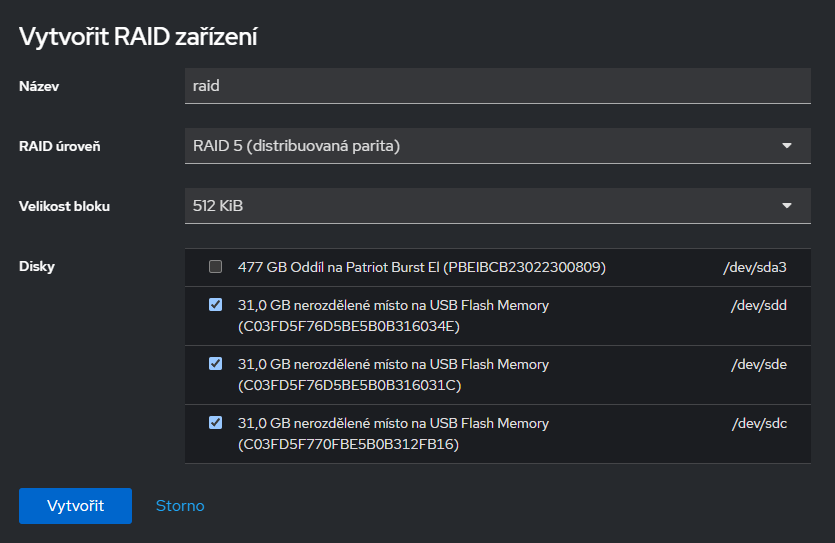 Vytvořit RAID zařízení
Název
raid
RAID úroveň
RAID 5 (distribuovaná parita)
Velikost bloku
512 KiB
Disky
477 GB Oddíl na Patriot Burst El (PBEIBCB23022300809)
/dev/sda3
31,0 GB nerozdělené místo na USB Flash Memory
(C03FD5F76D5BE5B0B316034E)
/dev/sdd
31,0 GB nerozdělené místo na USB Flash Memory
(C03FD5F76D5BE5B0B316031C)
/dev/sde
31,0 GB nerozdělené místo na USB Flash Memory
(C03FD5F770FBE5B0B312FB16)
/dev/sdc
Vytvořit
Storno